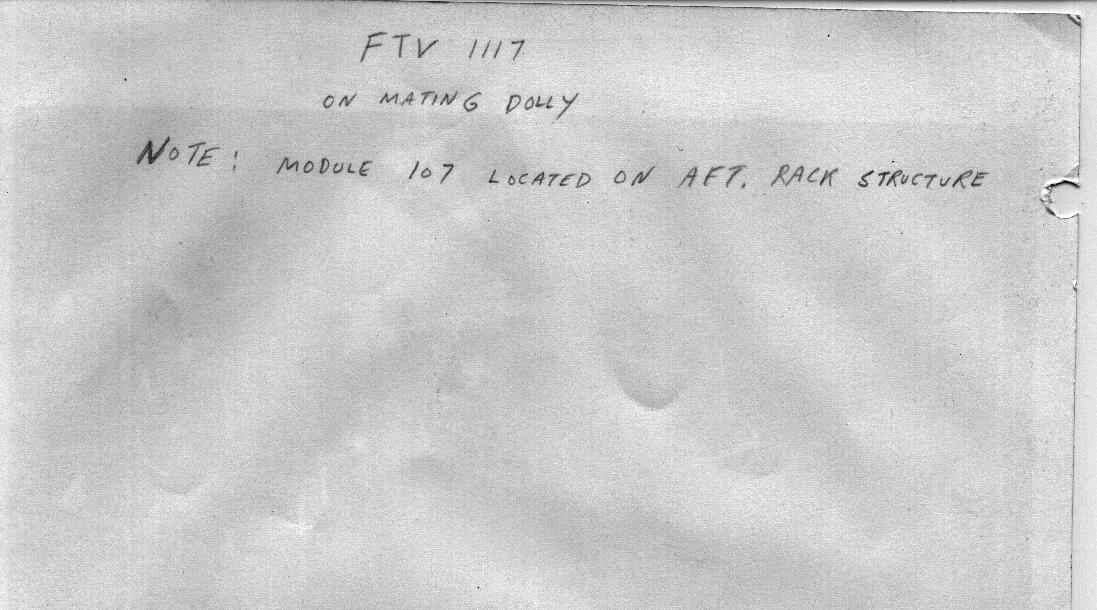 FTV 1117
ON MATING DOLLY
NOTE: MODULE 107 LOCATED ON AFT. RACK STRUCTURE